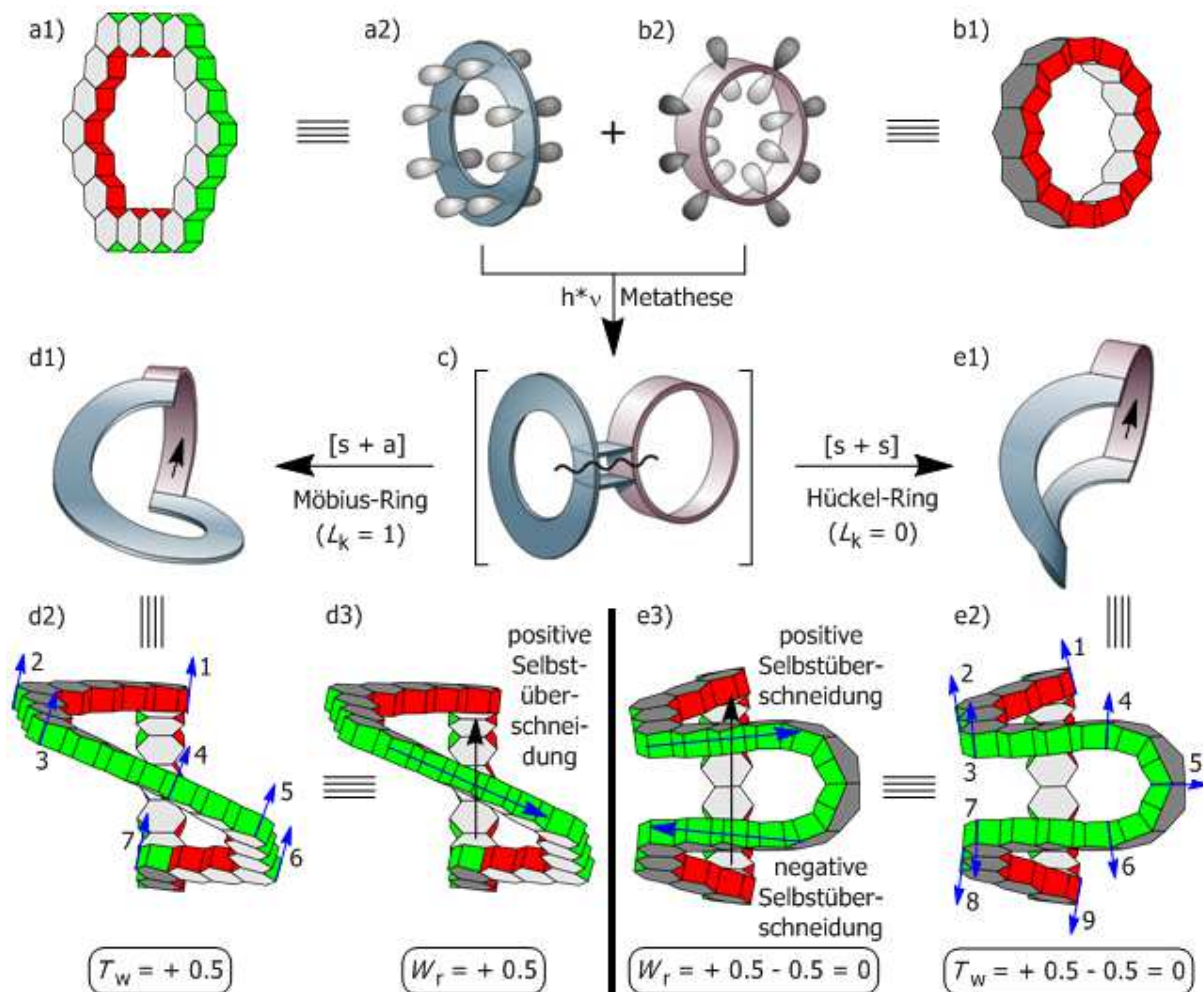 a1)
a2)
b2)
b1)
+
h*ν
Metathese
d1)
c)
e1)
[s + a]
Möbius-Ring
(Lk = 1)
[s + s]
Hückel-Ring
(Lk = 0)
d2)
d3)
e3)
e2)
positive
Selbst-
über-
schnei-
dung
positive
Selbstüber-
schneidung
negative
Selbstüber-
schneidung
1
2
3
4
5
6
7
1
2
3
4
5
6
7
8
9
Tw = + 0.5
Wr = + 0.5
Wr = + 0.5 - 0.5 = 0
Tw = + 0.5 - 0.5 = 0